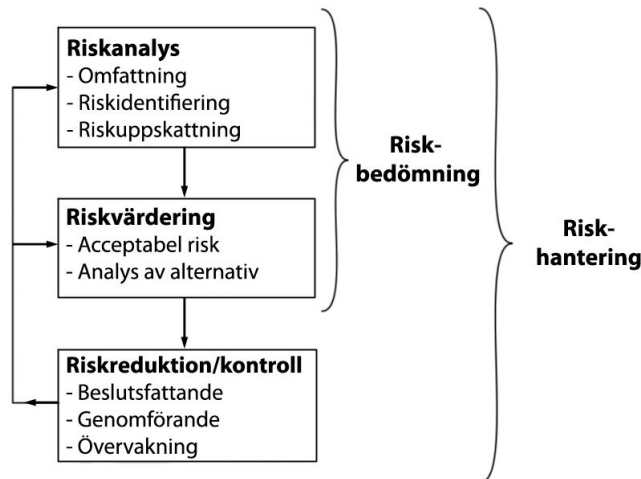 Riskanalys
- Omfattning
- Riskidentifiering
- Riskuppskattning
Risk-
bedömning
Riskvärdering
- Acceptabel risk
- Analys av alternativ
Risk-
hantering
Riskreduktion/kontroll
- Beslutsfattande
- Genomförande
- Övervakning